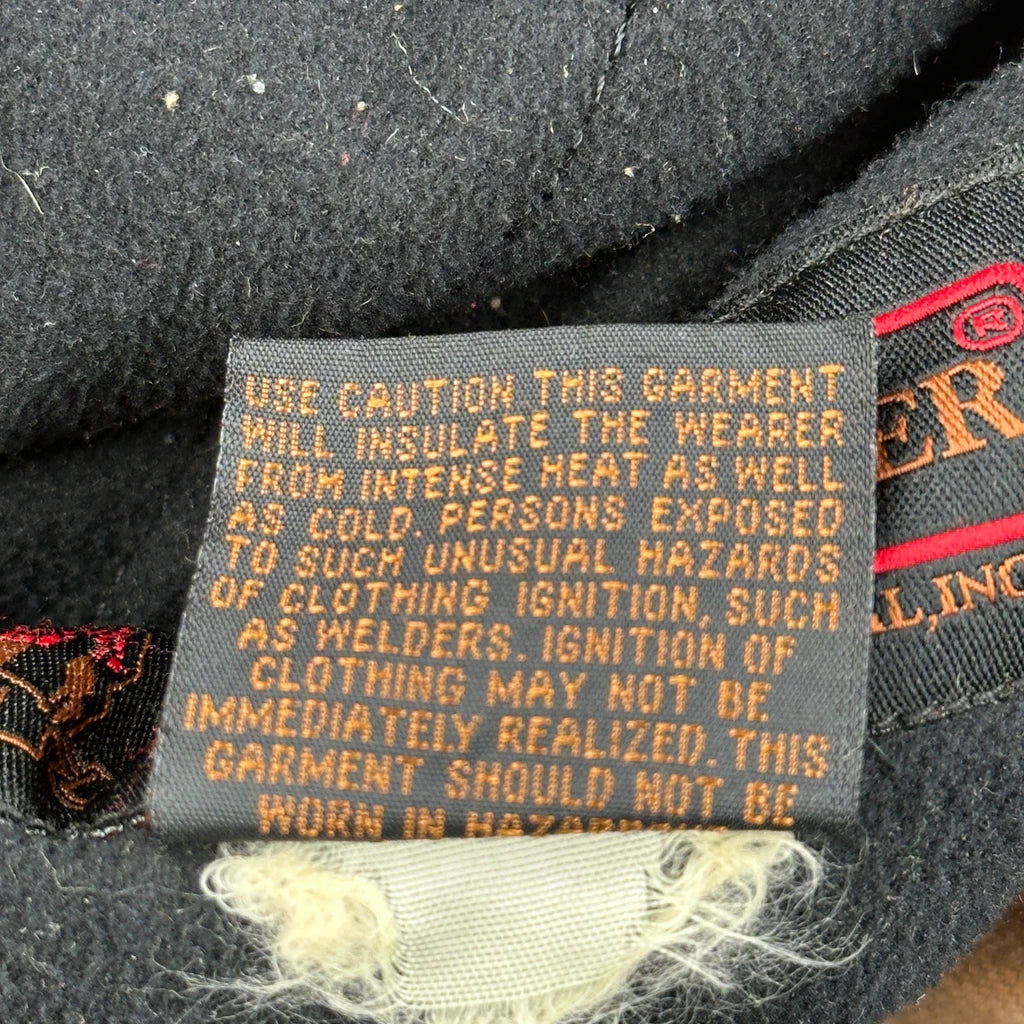 USE CAUTION THIS GARMENT
WILL INSULATE THE WEARER
FROM INTENSE HEAT AS WELL
AS COLD. PERSONS EXPOSED
TO SUCH UNUSUAL HAZARDS
OF CLOTHING IGNITION, SUCH
AS WELDERS. IGNITION OF
CLOTHING MAY NOT BE
IMMEDIATELY REALIZED. THIS
GARMENT SHOULD NOT BE
WORN IN
®
ER
L, INC